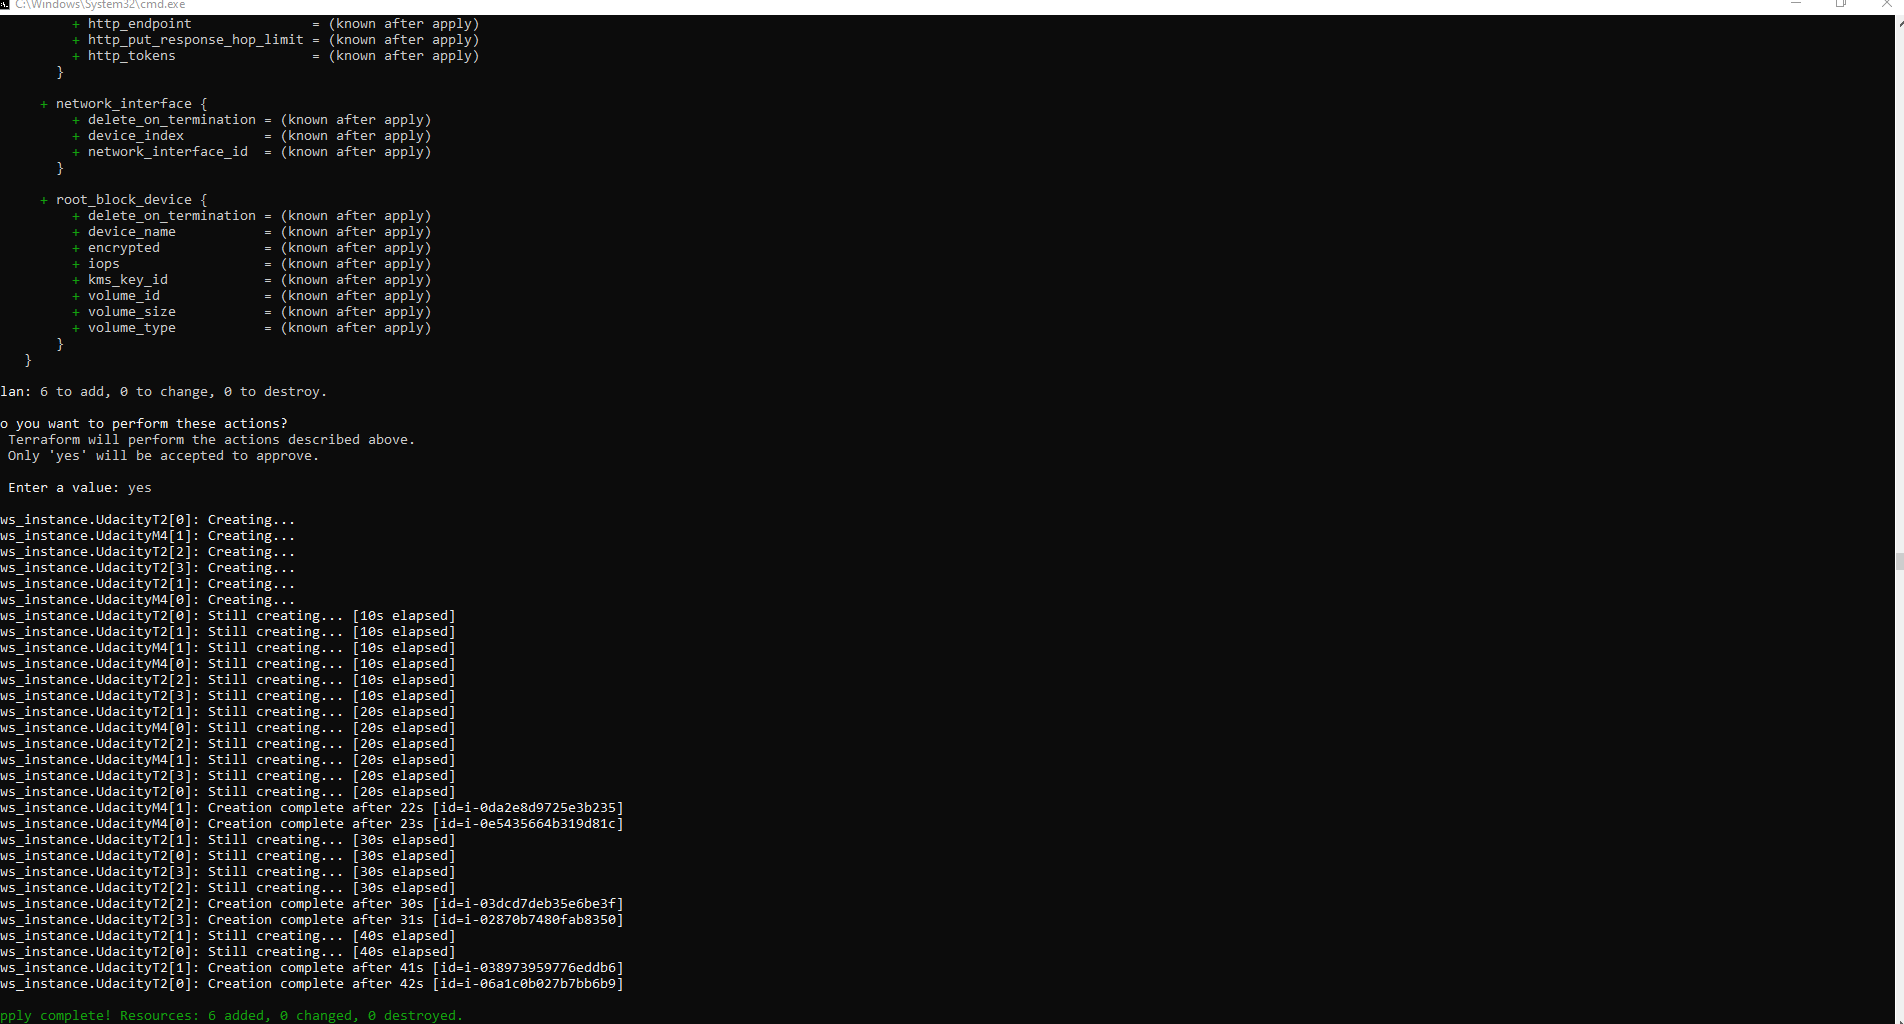 C:\Windows\System32\cmd.exe
+ http_endpoint = (known after apply)
+ http_put_response_hop_limit = (known after apply)
+ http_tokens = (known after apply)
}
+ network_interface {
+ delete_on_termination = (known after apply)
+ device_index = (known after apply)
+ network_interface_id = (known after apply)
}
+ root_block_device {
+ delete_on_termination = (known after apply)
+ device_name = (known after apply)
+ encrypted = (known after apply)
+ iops = (known after apply)
+ kms_key_id = (known after apply)
+ volume_id = (known after apply)
+ volume_size = (known after apply)
+ volume_type = (known after apply)
}
}
lan: 6 to add, 0 to change, 0 to destroy.
o you want to perform these actions?
Terraform will perform the actions described above.
Only 'yes' will be accepted to approve.
Enter a value: yes
ws_instance.UdacityT2[0]: Creating...
ws_instance.UdacityM4[1]: Creating...
ws_instance.UdacityT2[2]: Creating...
ws_instance.UdacityT2[3]: Creating...
ws_instance.UdacityT2[1]: Creating...
ws_instance.UdacityM4[0]: Creating...
ws_instance.UdacityT2[0]: Still creating... [10s elapsed]
ws_instance.UdacityT2[1]: Still creating... [10s elapsed]
ws_instance.UdacityM4[1]: Still creating... [10s elapsed]
ws_instance.UdacityM4[0]: Still creating... [10s elapsed]
ws_instance.UdacityT2[2]: Still creating... [10s elapsed]
ws_instance.UdacityT2[3]: Still creating... [10s elapsed]
ws_instance.UdacityT2[1]: Still creating... [20s elapsed]
ws_instance.UdacityM4[0]: Still creating... [20s elapsed]
ws_instance.UdacityT2[2]: Still creating... [20s elapsed]
ws_instance.UdacityM4[1]: Still creating... [20s elapsed]
ws_instance.UdacityT2[3]: Still creating... [20s elapsed]
ws_instance.UdacityT2[0]: Still creating... [20s elapsed]
ws_instance.UdacityM4[1]: Creation complete after 22s [id=i-0da2e8d9725e3b235]
ws_instance.UdacityM4[0]: Creation complete after 23s [id=i-0e5435664b319d81c]
ws_instance.UdacityT2[1]: Still creating... [30s elapsed]
ws_instance.UdacityT2[0]: Still creating... [30s elapsed]
ws_instance.UdacityT2[3]: Still creating... [30s elapsed]
ws_instance.UdacityT2[2]: Still creating... [30s elapsed]
ws_instance.UdacityT2[2]: Creation complete after 30s [id=i-03dcd7deb35e6be3f]
ws_instance.UdacityT2[3]: Creation complete after 31s [id=i-02870b7480fab8350]
ws_instance.UdacityT2[1]: Still creating... [40s elapsed]
ws_instance.UdacityT2[0]: Still creating... [40s elapsed]
ws_instance.UdacityT2[1]: Creation complete after 41s [id=i-038973959776eddb6]
ws_instance.UdacityT2[0]: Creation complete after 42s [id=i-06a1c0b027b7bb6b9]
pply complete! Resources: 6 added, 0 changed, 0 destroyed.